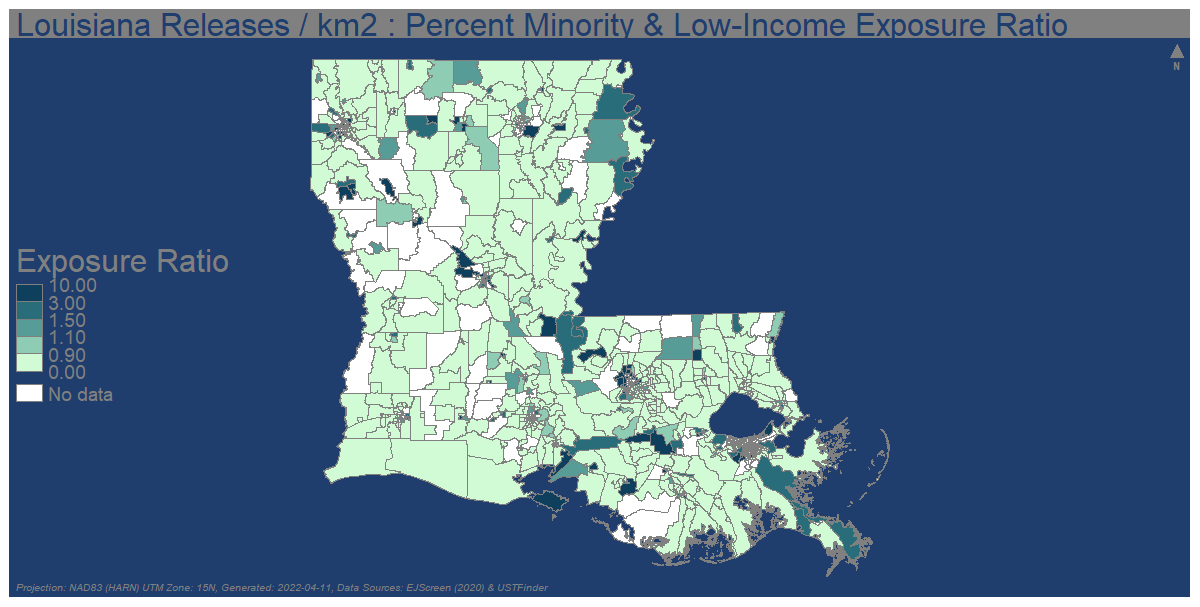 Louisiana Releases / km2 : Percent Minority & Low-Income Exposure Ratio
N
Exposure Ratio
10.00
3.00
1.50
1.10
0.90
0.00
No data
Projection: NAD83 (HARN) UTM Zone: 15N, Generated: 2022-04-11, Data Sources: EJScreen (2020) & USTFinder